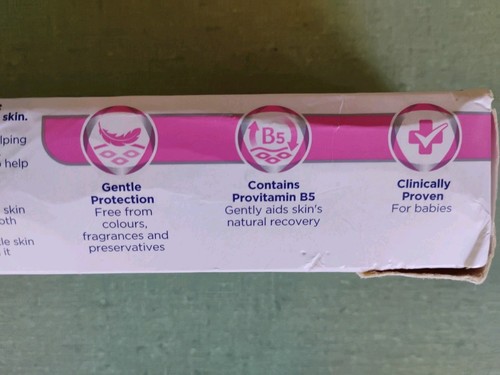 skin.
lping
help
skin
oth
le skin
it
B5
Gentle
Protection
Free from
colours,
fragrances and
preservatives
Contains
Provitamin B5
Gently aids skin's
natural recovery
Clinically
Proven
For babies